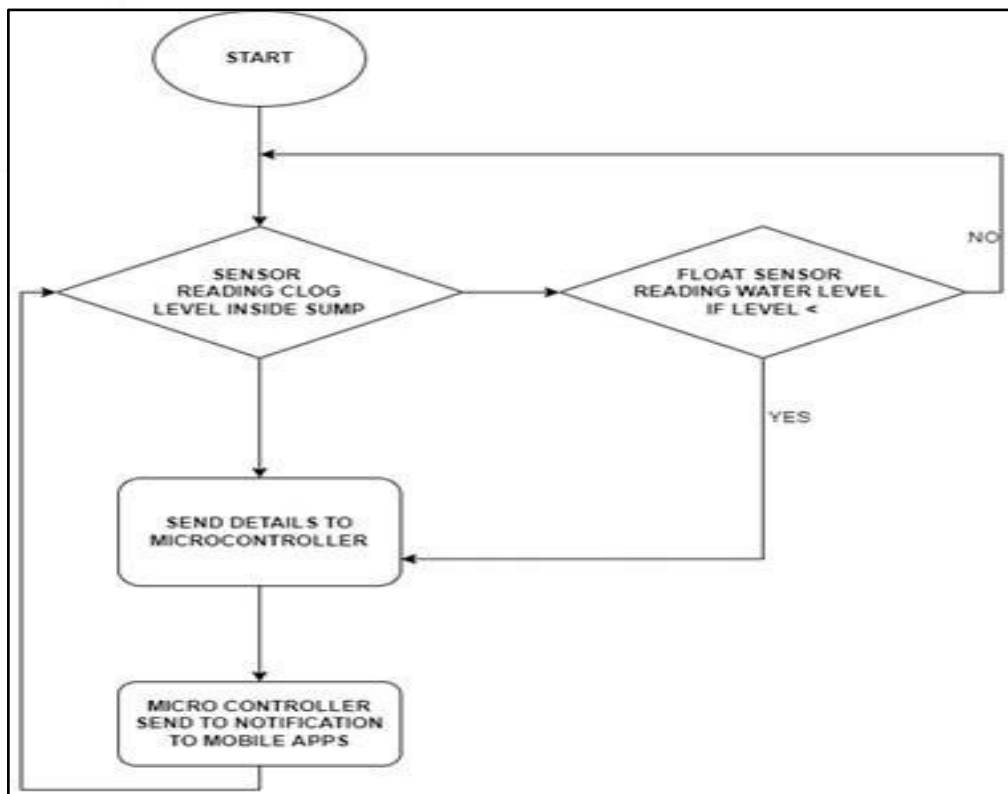 START
SENSOR
READING CLOG
LEVEL INSIDE SUMP
FLOAT SENSOR
READING WATER LEVEL
IF LEVEL <
NO
YES
SEND DETAILS TO
MICROCONTROLLER
MICRO CONTROLLER
SEND TO NOTIFICATION
TO MOBILE APPS